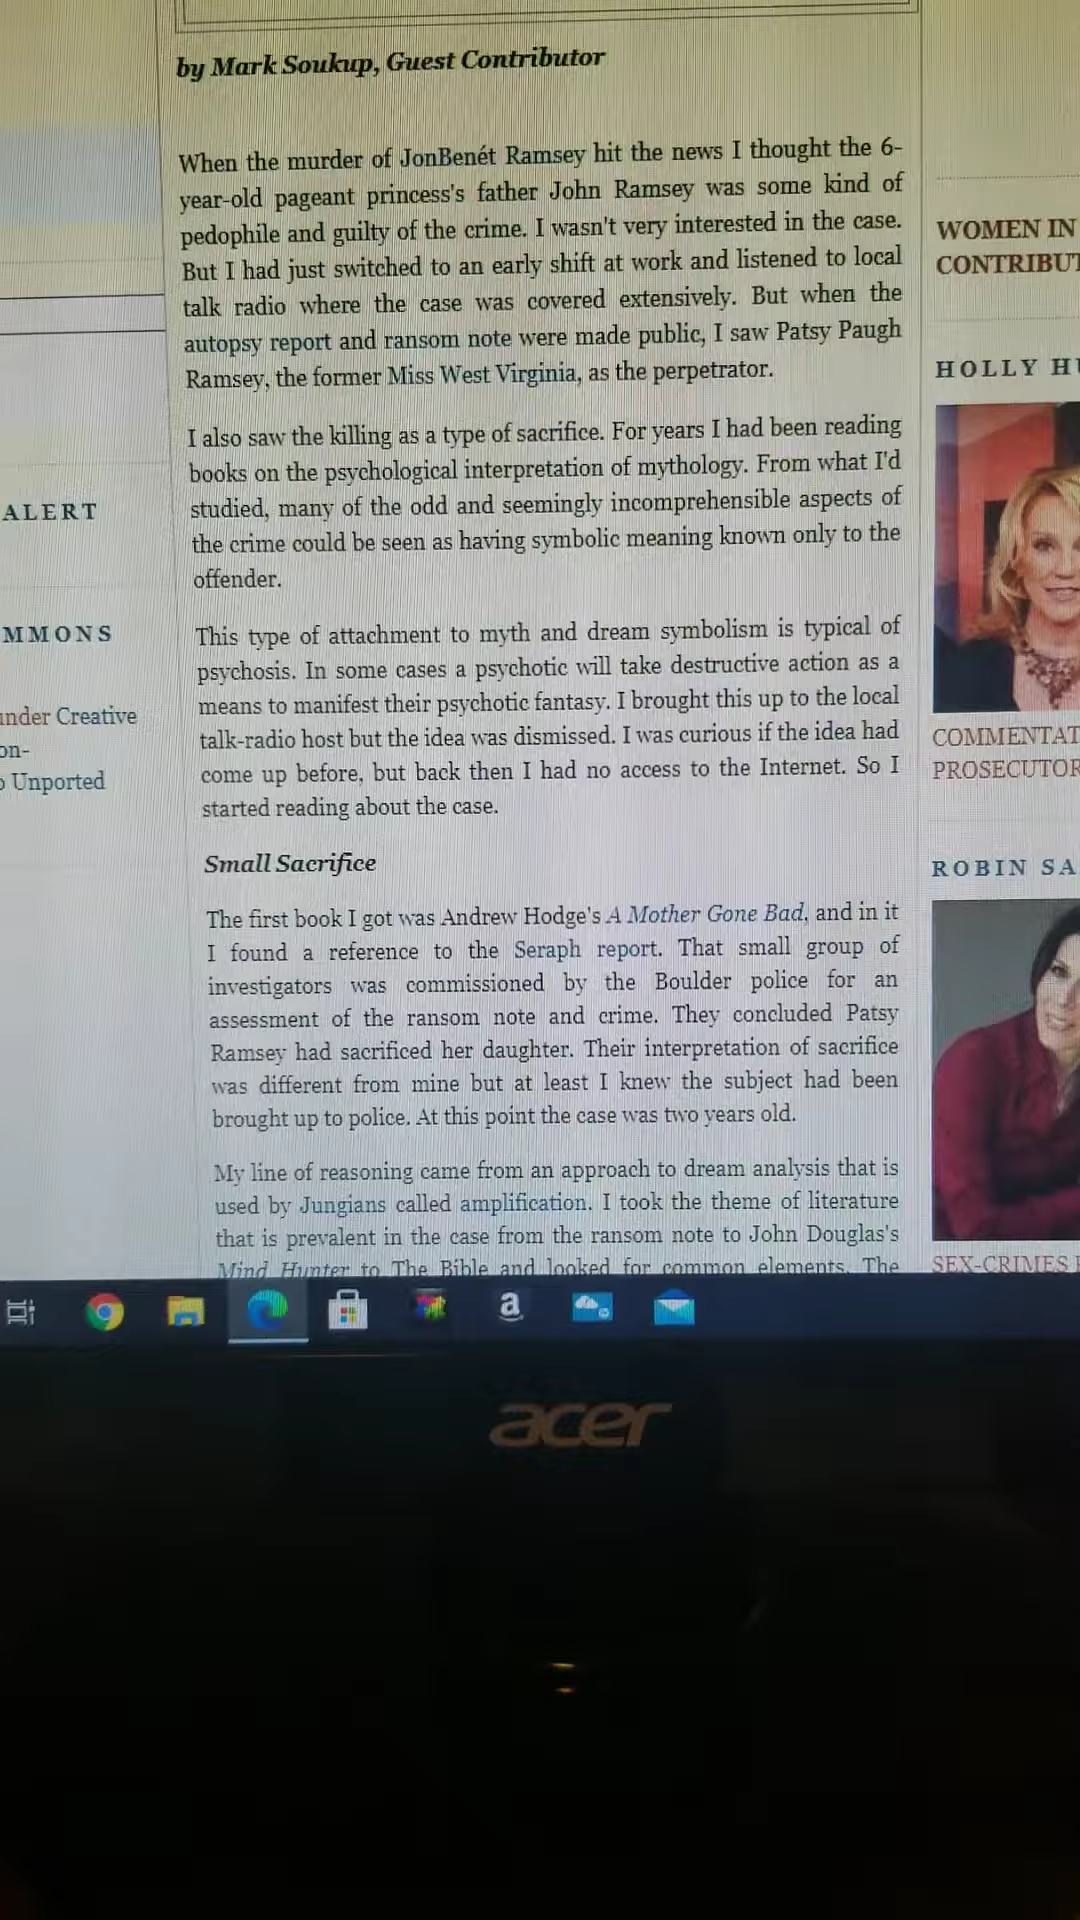 by Mark Soukup, Guest Contributor
When the murder of JonBenét Ramsey hit the news I thought the 6-
year-old pageant princess's father John Ramsey was some kind of
pedophile and guilty of the crime. I wasn't very interested in the case.
But I had just switched to an early shift at work and listened to local
talk radio where the case was covered extensively. But when the
autopsy report and ransom note were made public, I saw Patsy Paugh
Ramsey, the former Miss West Virginia, as the perpetrator.
I also saw the killing as a type of sacrifice. For years I had been reading
books on the psychological interpretation of mythology. From what I'd
studied, many of the odd and seemingly incomprehensible aspects of
the crime could be seen as having symbolic meaning known only to the
offender.
This type of attachment to myth and dream symbolism is typical of
psychosis. In some cases a psychotic will take destructive action as a
means to manifest their psychotic fantasy. I brought this up to the local
talk-radio host but the idea was dismissed. I was curious if the idea had
come up before, but back then I had no access to the Internet. So I
started reading about the case.
Small Sacrifice
The first book I got was Andrew Hodge's A Mother Gone Bad, and in it
I found a reference to the Seraph report. That small group of
investigators was commissioned by the Boulder police for an
assessment of the ransom note and crime. They concluded Patsy
Ramsey had sacrificed her daughter. Their interpretation of sacrifice
was different from mine but at least I knew the subject had been
brought up to police. At this point the case was two years old.
My line of reasoning came from an approach to dream analysis that is
used by Jungians called amplification. I took the theme of literature
that is prevalent in the case from the ransom note to John Douglas's
Mind Hunter to The Bible and looked for common elements. The
ALERT
MMONS
under Creative
on-
Unported
WOMEN IN
CONTRIBUT
HOLLY HU
COMMENTAT
PROSECUTOR
ROBIN SA
SEX-CRIMES
a
acer